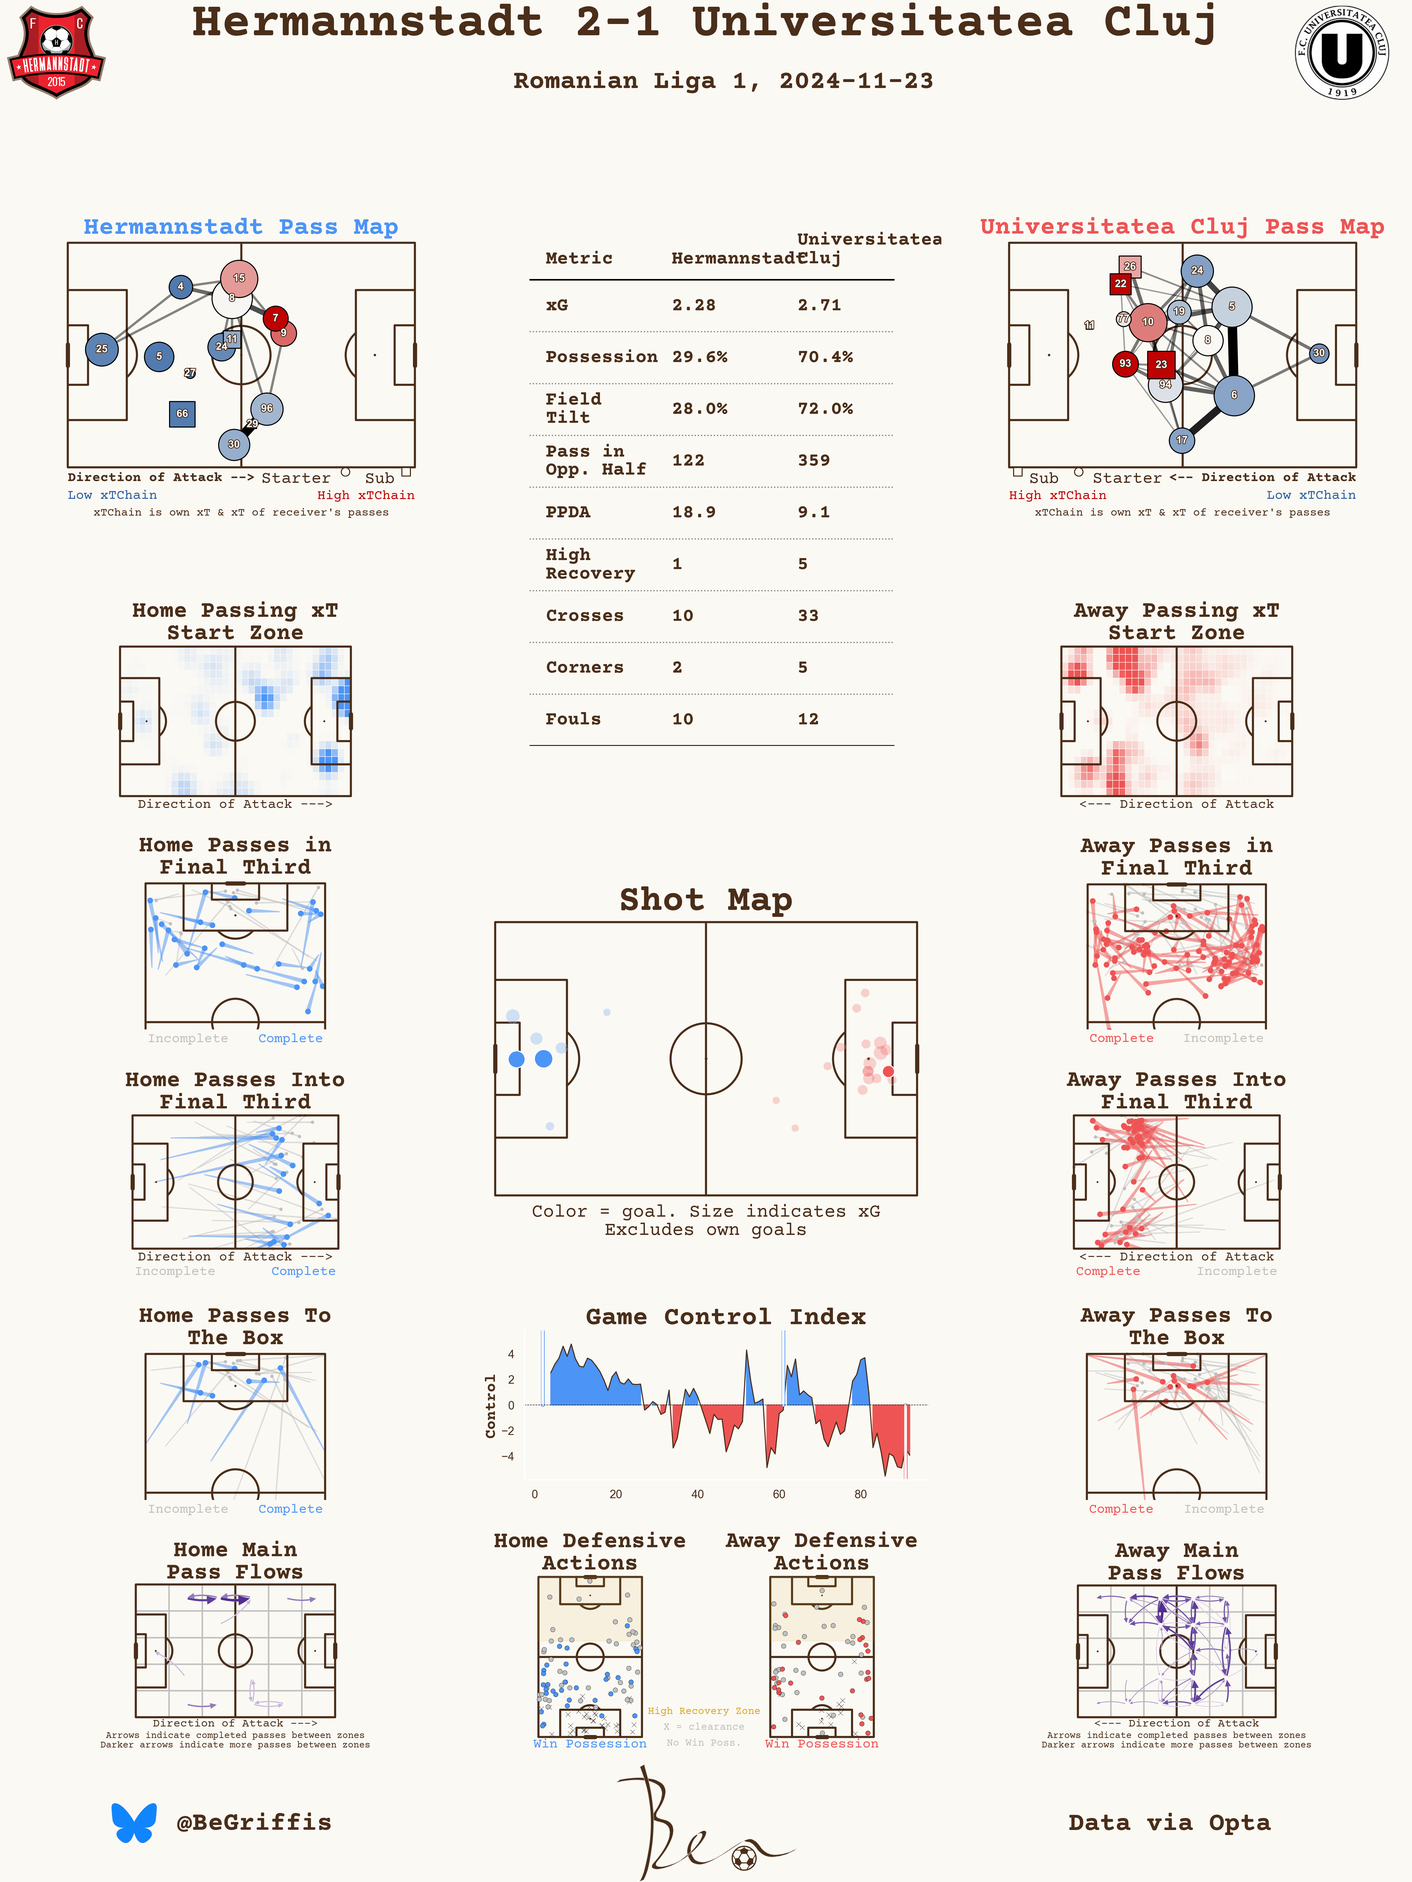 Hermannstadt 2-1 Universitatea Cluj
Romanian Liga 1, 2024-11-23
F C
HERMANNSTADT
2015
F.C. UNIVERSITATEA CLUJ
U
1919
Hermannstadt Pass Map
4
15
8
7
9
11
24
25
5
27
66
96
29
30
Direction of Attack --> Starter Sub
Low xTChain High xTChain
xTChain is own xT & xT of receiver's passes
Metric Hermannstadt Universitatea Cluj
xG 2.28 2.71
Possession 29.6% 70.4%
Field Tilt 28.0% 72.0%
Pass in Opp. Half 122 359
PPDA 18.9 9.1
High Recovery 1 5
Crosses 10 33
Corners 2 5
Fouls 10 12
Universitatea Cluj Pass Map
26
22
24
5
19
77
11
10
8
30
93
23
94
6
17
Sub Starter <-- Direction of Attack
High xTChain Low xTChain
xTChain is own xT & xT of receiver's passes
Home Passing xT
Start Zone
Direction of Attack --->
Away Passing xT
Start Zone
<--- Direction of Attack
Home Passes in
Final Third
Incomplete Complete
Away Passes in
Final Third
Complete Incomplete
Shot Map
Color = goal. Size indicates xG
Excludes own goals
Home Passes Into
Final Third
Direction of Attack --->
Incomplete Complete
Away Passes Into
Final Third
<--- Direction of Attack
Complete Incomplete
Home Passes To
The Box
Incomplete Complete
Game Control Index
Control
4
2
0
−2
−4
0 20 40 60 80
Away Passes To
The Box
Complete Incomplete
Home Main
Pass Flows
Direction of Attack --->
Arrows indicate completed passes between zones
Darker arrows indicate more passes between zones
Home Defensive
Actions
Win Possession
High Recovery Zone
X = clearance
No Win Poss.
Away Defensive
Actions
Win Possession
Away Main
Pass Flows
<--- Direction of Attack
Arrows indicate completed passes between zones
Darker arrows indicate more passes between zones
@BeGriffis
Ben
Data via Opta